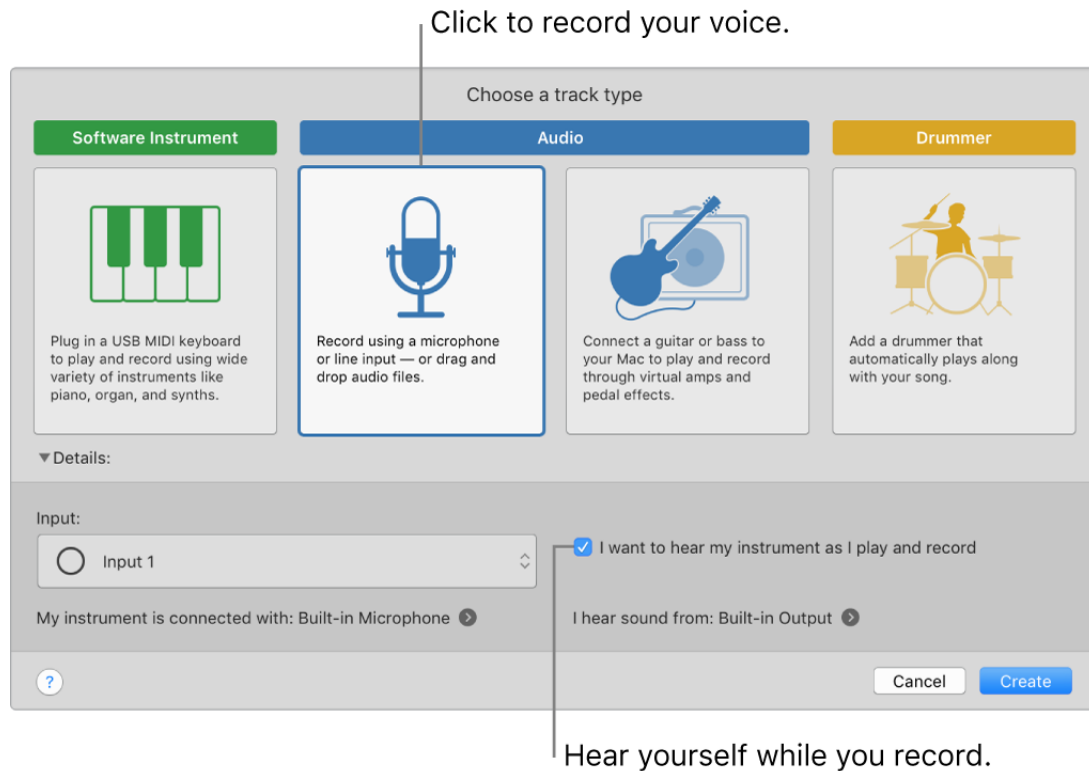 Click to record your voice.
Choose a track type
Software Instrument
Audio
Drummer
Plug in a USB MIDI keyboard
to play and record using wide
variety of instruments like
piano, organ, and synths.
Record using a microphone
or line input — or drag and
drop audio files.
Connect a guitar or bass to
your Mac to play and record
through virtual amps and
pedal effects.
Add a drummer that
automatically plays along
with your song.
Details:
Input:
Input 1
I want to hear my instrument as I play and record
My instrument is connected with: Built-in Microphone
I hear sound from: Built-in Output
?
Cancel
Create
Hear yourself while you record.